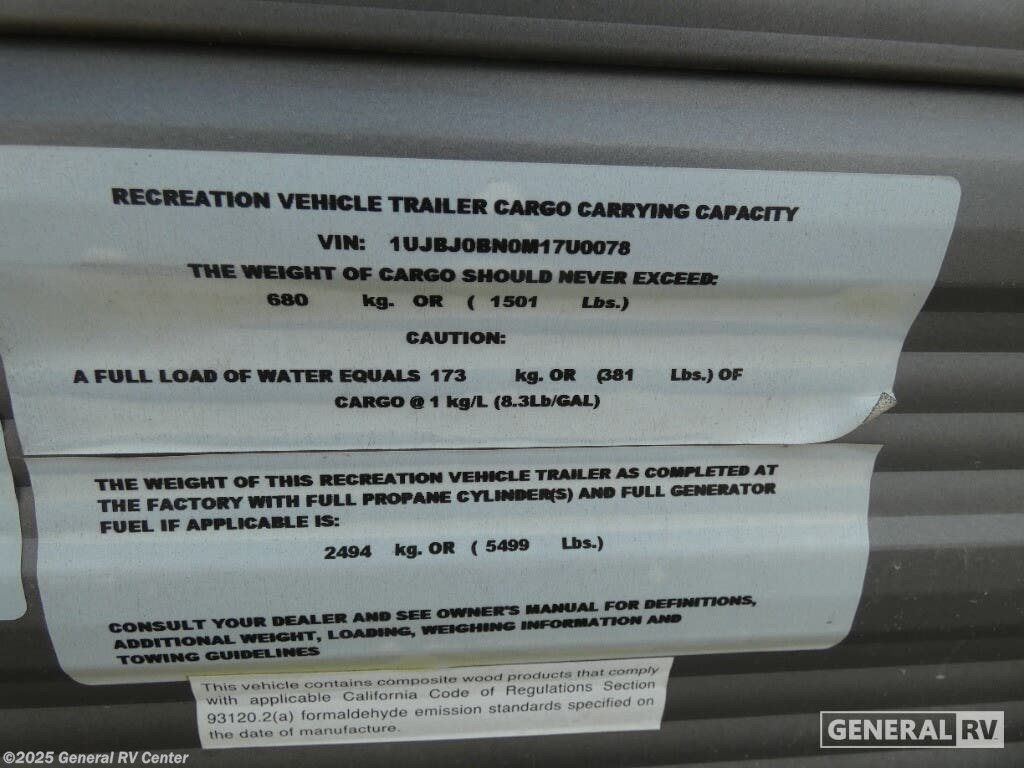 RECREATION VEHICLE TRAILER CARGO CARRYING CAPACITY
VIN: 1UJBJ0BN0M17U0078
THE WEIGHT OF CARGO SHOULD NEVER EXCEED:
680 kg. OR ( 1501 Lbs.)
CAUTION:
A FULL LOAD OF WATER EQUALS 173 kg. OR (381 Lbs.) OF
CARGO @ 1 kg/L (8.3Lb/GAL)
THE WEIGHT OF THIS RECREATION VEHICLE TRAILER AS COMPLETED AT
THE FACTORY WITH FULL PROPANE CYLINDER(S) AND FULL GENERATOR
FUEL IF APPLICABLE IS:
2494 kg. OR ( 5499 Lbs.)
CONSULT YOUR DEALER AND SEE OWNER'S MANUAL FOR DEFINITIONS,
ADDITIONAL WEIGHT, LOADING, WEIGHING INFORMATION AND
TOWING GUIDELINES
This vehicle contains composite wood products that comply
with applicable California Code of Regulations Section
93120.2(a) formaldehyde emission standards specified on
the date of manufacture.
GENERAL RV
©2025 General RV Center